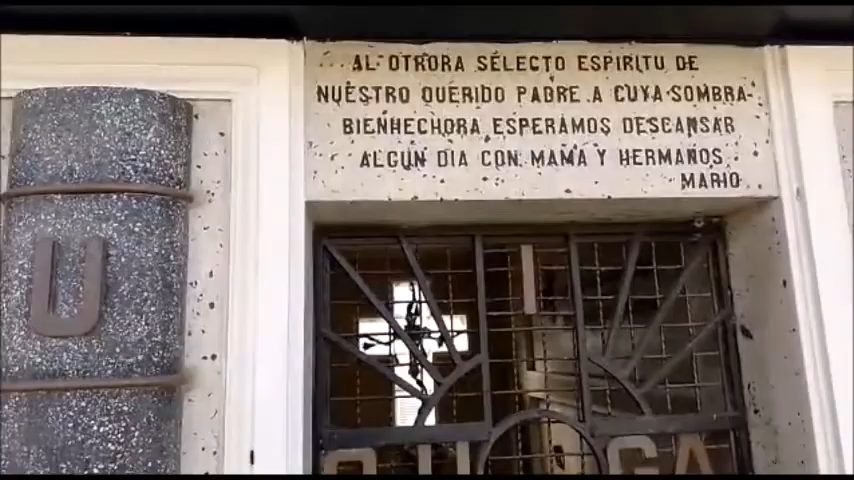 AL OTRORA SELECTO ESPIRITU DE
NUESTRO QUERIDO PADRE A CUYA SOMBRA
BIENHECHORA ESPERAMOS DESCANSAR
ALGUN DIA CON MAMA Y HERMANOS
MARIO
U